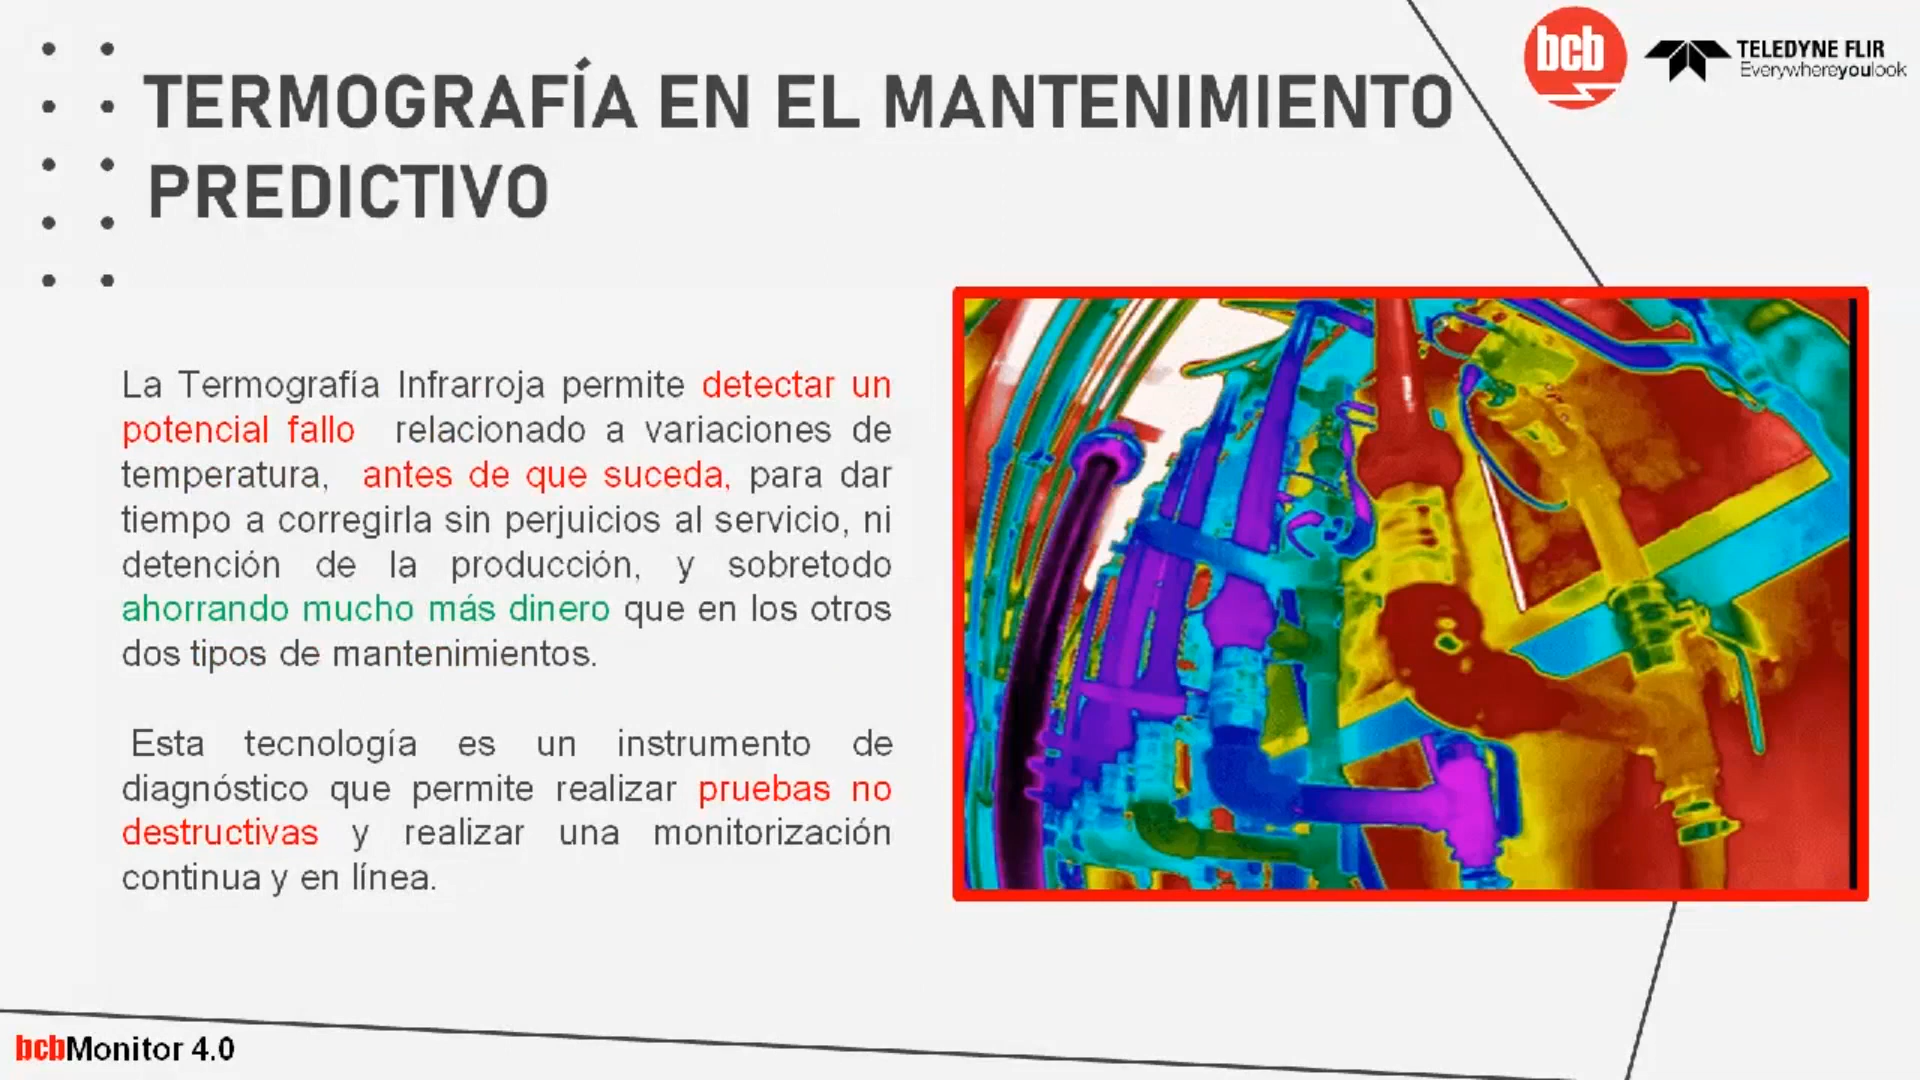 bcb
TELEDYNE FLIR
Everywhereyoulook
TERMOGRAFÍA EN EL MANTENIMIENTO
PREDICTIVO
La Termografía Infrarroja permite detectar un
potencial fallo relacionado a variaciones de
temperatura, antes de que suceda, para dar
tiempo a corregirla sin perjuicios al servicio, ni
detención de la producción, y sobretodo
ahorrando mucho más dinero que en los otros
dos tipos de mantenimientos.
Esta tecnología es un instrumento de
diagnóstico que permite realizar pruebas no
destructivas y realizar una monitorización
continua y en línea.
bcbMonitor 4.0